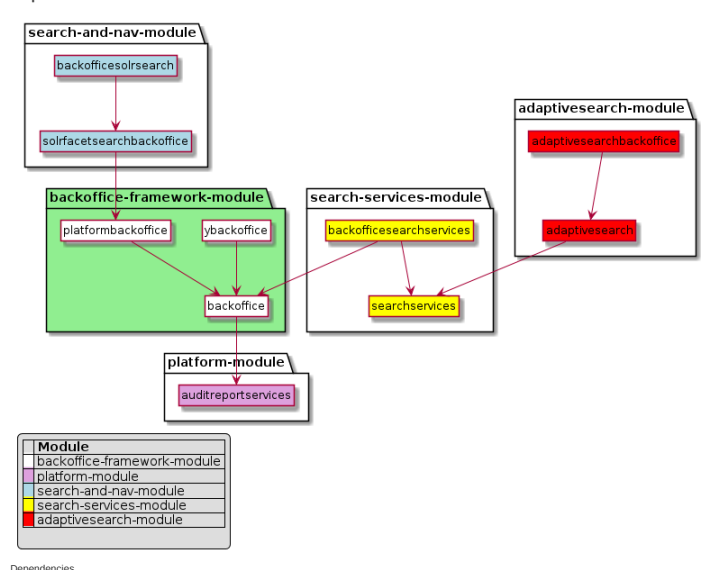 search-and-nav-module
backofficesolrsearch
solrfacetsearchbackoffice
adaptivesearch-module
adaptivesearchbackoffice
adaptivesearch
backoffice-framework-module
platformbackoffice
ybackoffice
backoffice
search-services-module
backofficesearchservices
searchservices
platform-module
auditreportservices
Module
backoffice-framework-module
platform-module
search-and-nav-module
search-services-module
adaptivesearch-module
Dependencies